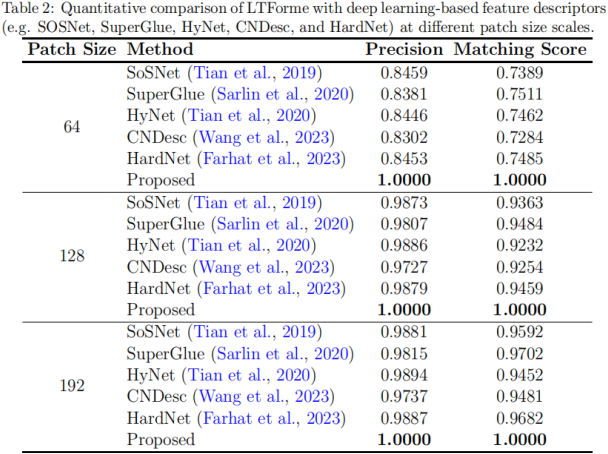 Table 2: Quantitative comparison of LTForme with deep learning-based feature descriptors
(e.g. SOSNet, SuperGlue, HyNet, CNDesc, and HardNet) at different patch size scales.
Patch Size Method Precision Matching Score
64
SoSNet (Tian et al., 2019) 0.8459 0.7389
SuperGlue (Sarlin et al., 2020) 0.8381 0.7511
HyNet (Tian et al., 2020) 0.8446 0.7462
CNDesc (Wang et al., 2023) 0.8302 0.7284
HardNet (Farhat et al., 2023) 0.8453 0.7485
Proposed 1.0000 1.0000
128
SoSNet (Tian et al., 2019) 0.9873 0.9363
SuperGlue (Sarlin et al., 2020) 0.9807 0.9484
HyNet (Tian et al., 2020) 0.9886 0.9232
CNDesc (Wang et al., 2023) 0.9727 0.9254
HardNet (Farhat et al., 2023) 0.9879 0.9459
Proposed 1.0000 1.0000
192
SoSNet (Tian et al., 2019) 0.9881 0.9592
SuperGlue (Sarlin et al., 2020) 0.9815 0.9702
HyNet (Tian et al., 2020) 0.9894 0.9452
CNDesc (Wang et al., 2023) 0.9737 0.9481
HardNet (Farhat et al., 2023) 0.9887 0.9682
Proposed 1.0000 1.0000